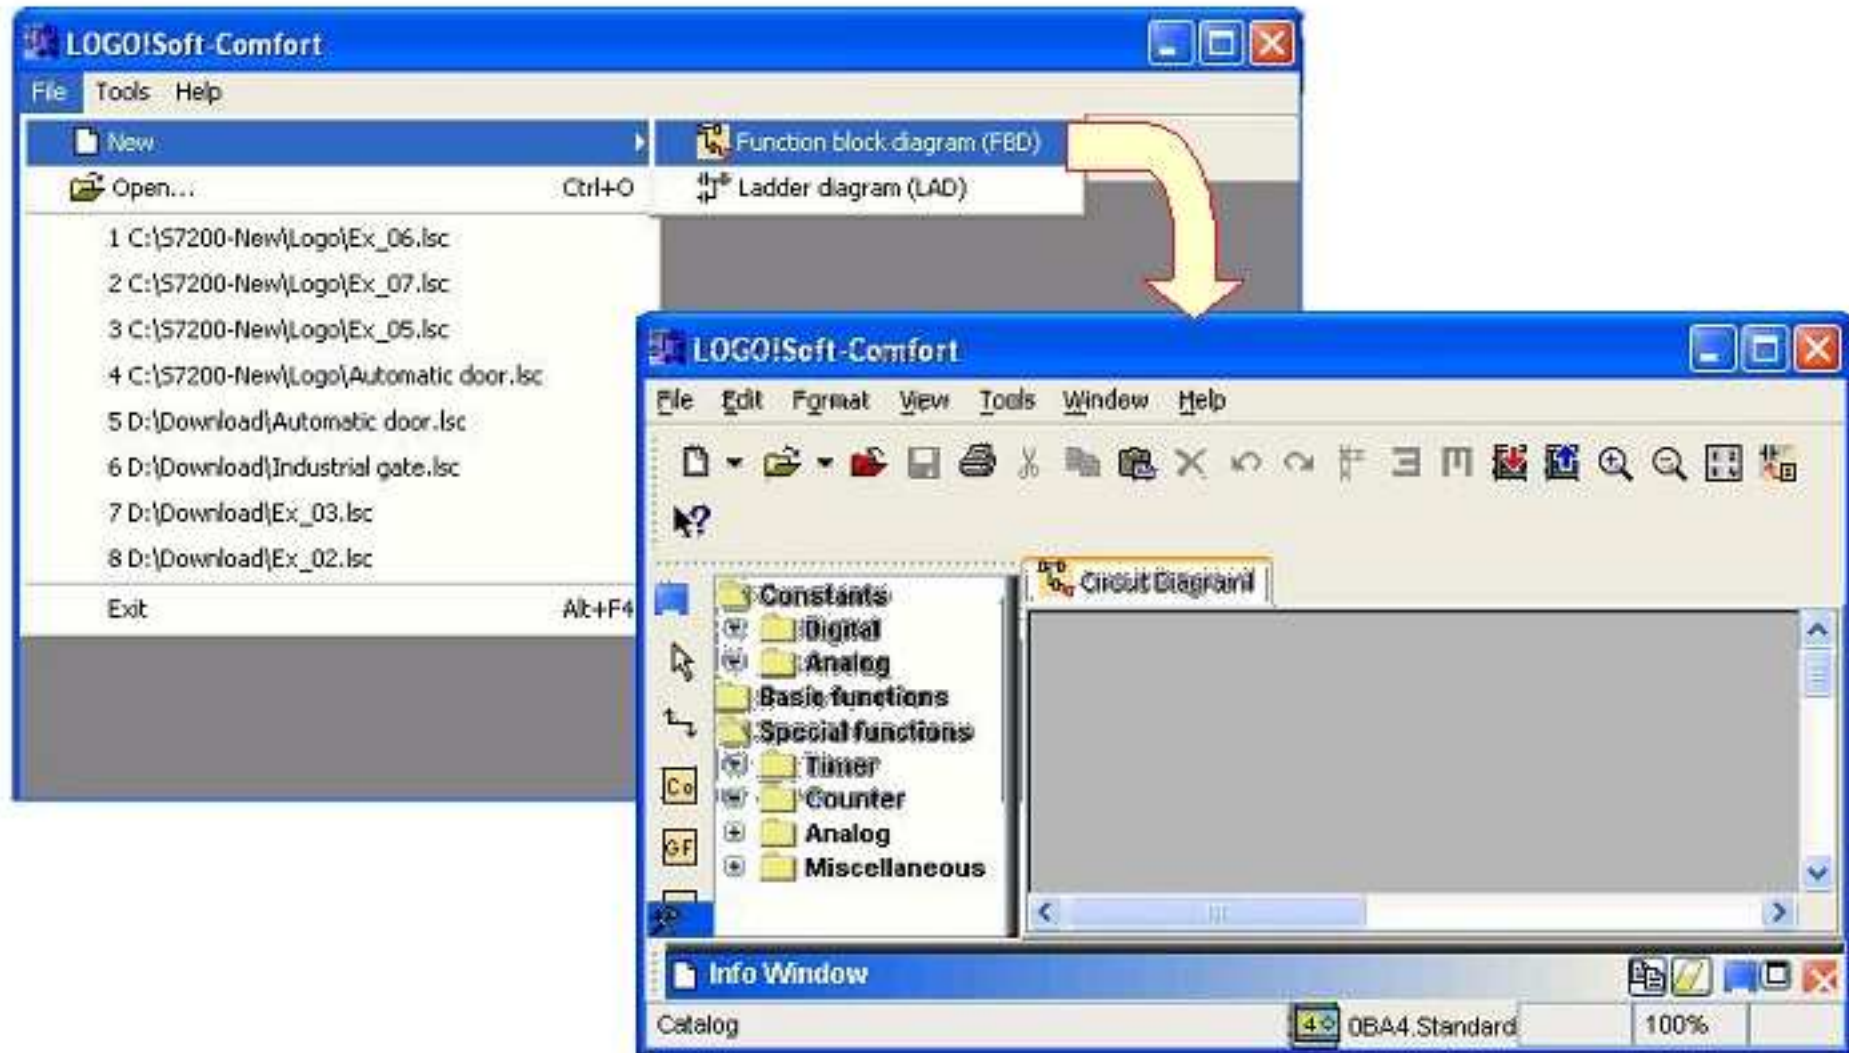 LOGO!Soft-Comfort
File Tools Help
New
Function block diagram (FBD)
Open... Ctrl+O
Ladder diagram (LAD)
1 C:\S7200-New\Logo\Ex_06.lsc
2 C:\S7200-New\Logo\Ex_07.lsc
3 C:\S7200-New\Logo\Ex_05.lsc
4 C:\S7200-New\Logo\Automatic door.lsc
5 D:\Download\Automatic door.lsc
6 D:\Download\Industrial gate.lsc
7 D:\Download\Ex_03.lsc
8 D:\Download\Ex_02.lsc
Exit Alt+F4
LOGO!Soft-Comfort
File Edit Format View Tools Window Help
Circuit Diagram1
Constants
Digital
Analog
Basic functions
Special functions
Timer
Counter
Analog
Miscellaneous
Co
GF
Info Window
Catalog
0BA4.Standard
100%